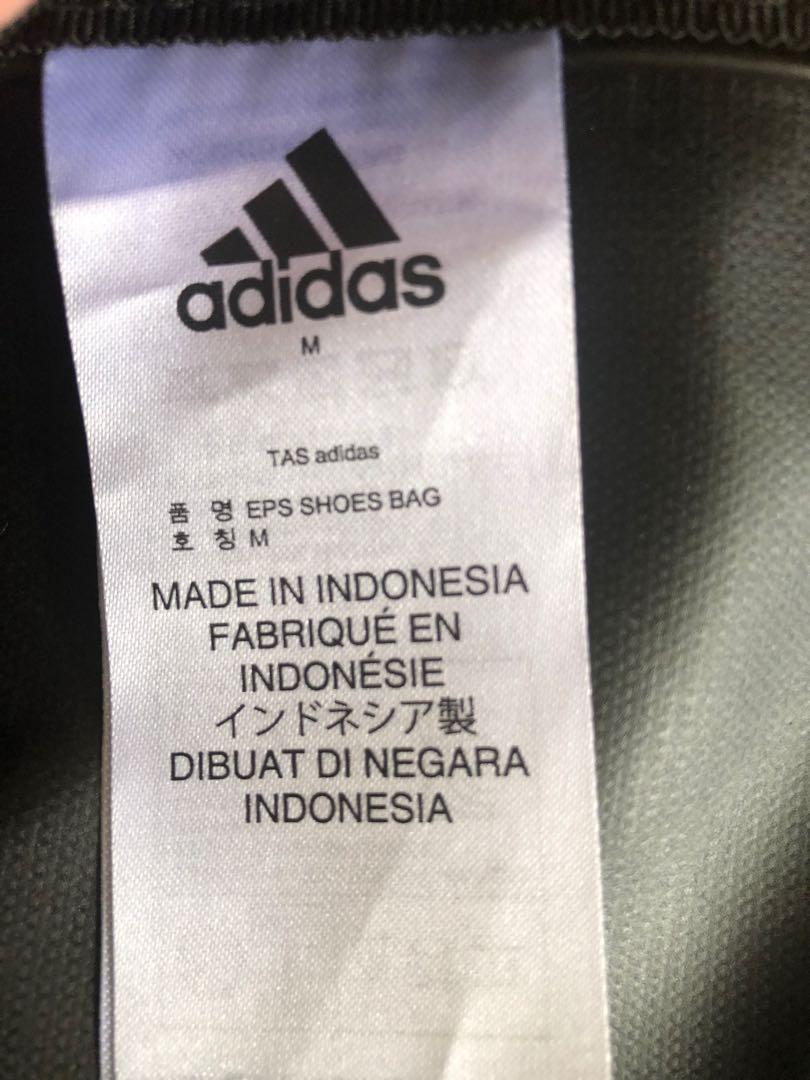 adidas
M
TAS adidas
품 명 EPS SHOES BAG
호 칭 M
MADE IN INDONESIA
FABRIQUÉ EN
INDONÉSIE
インドネシア製
DIBUAT DI NEGARA
INDONESIA